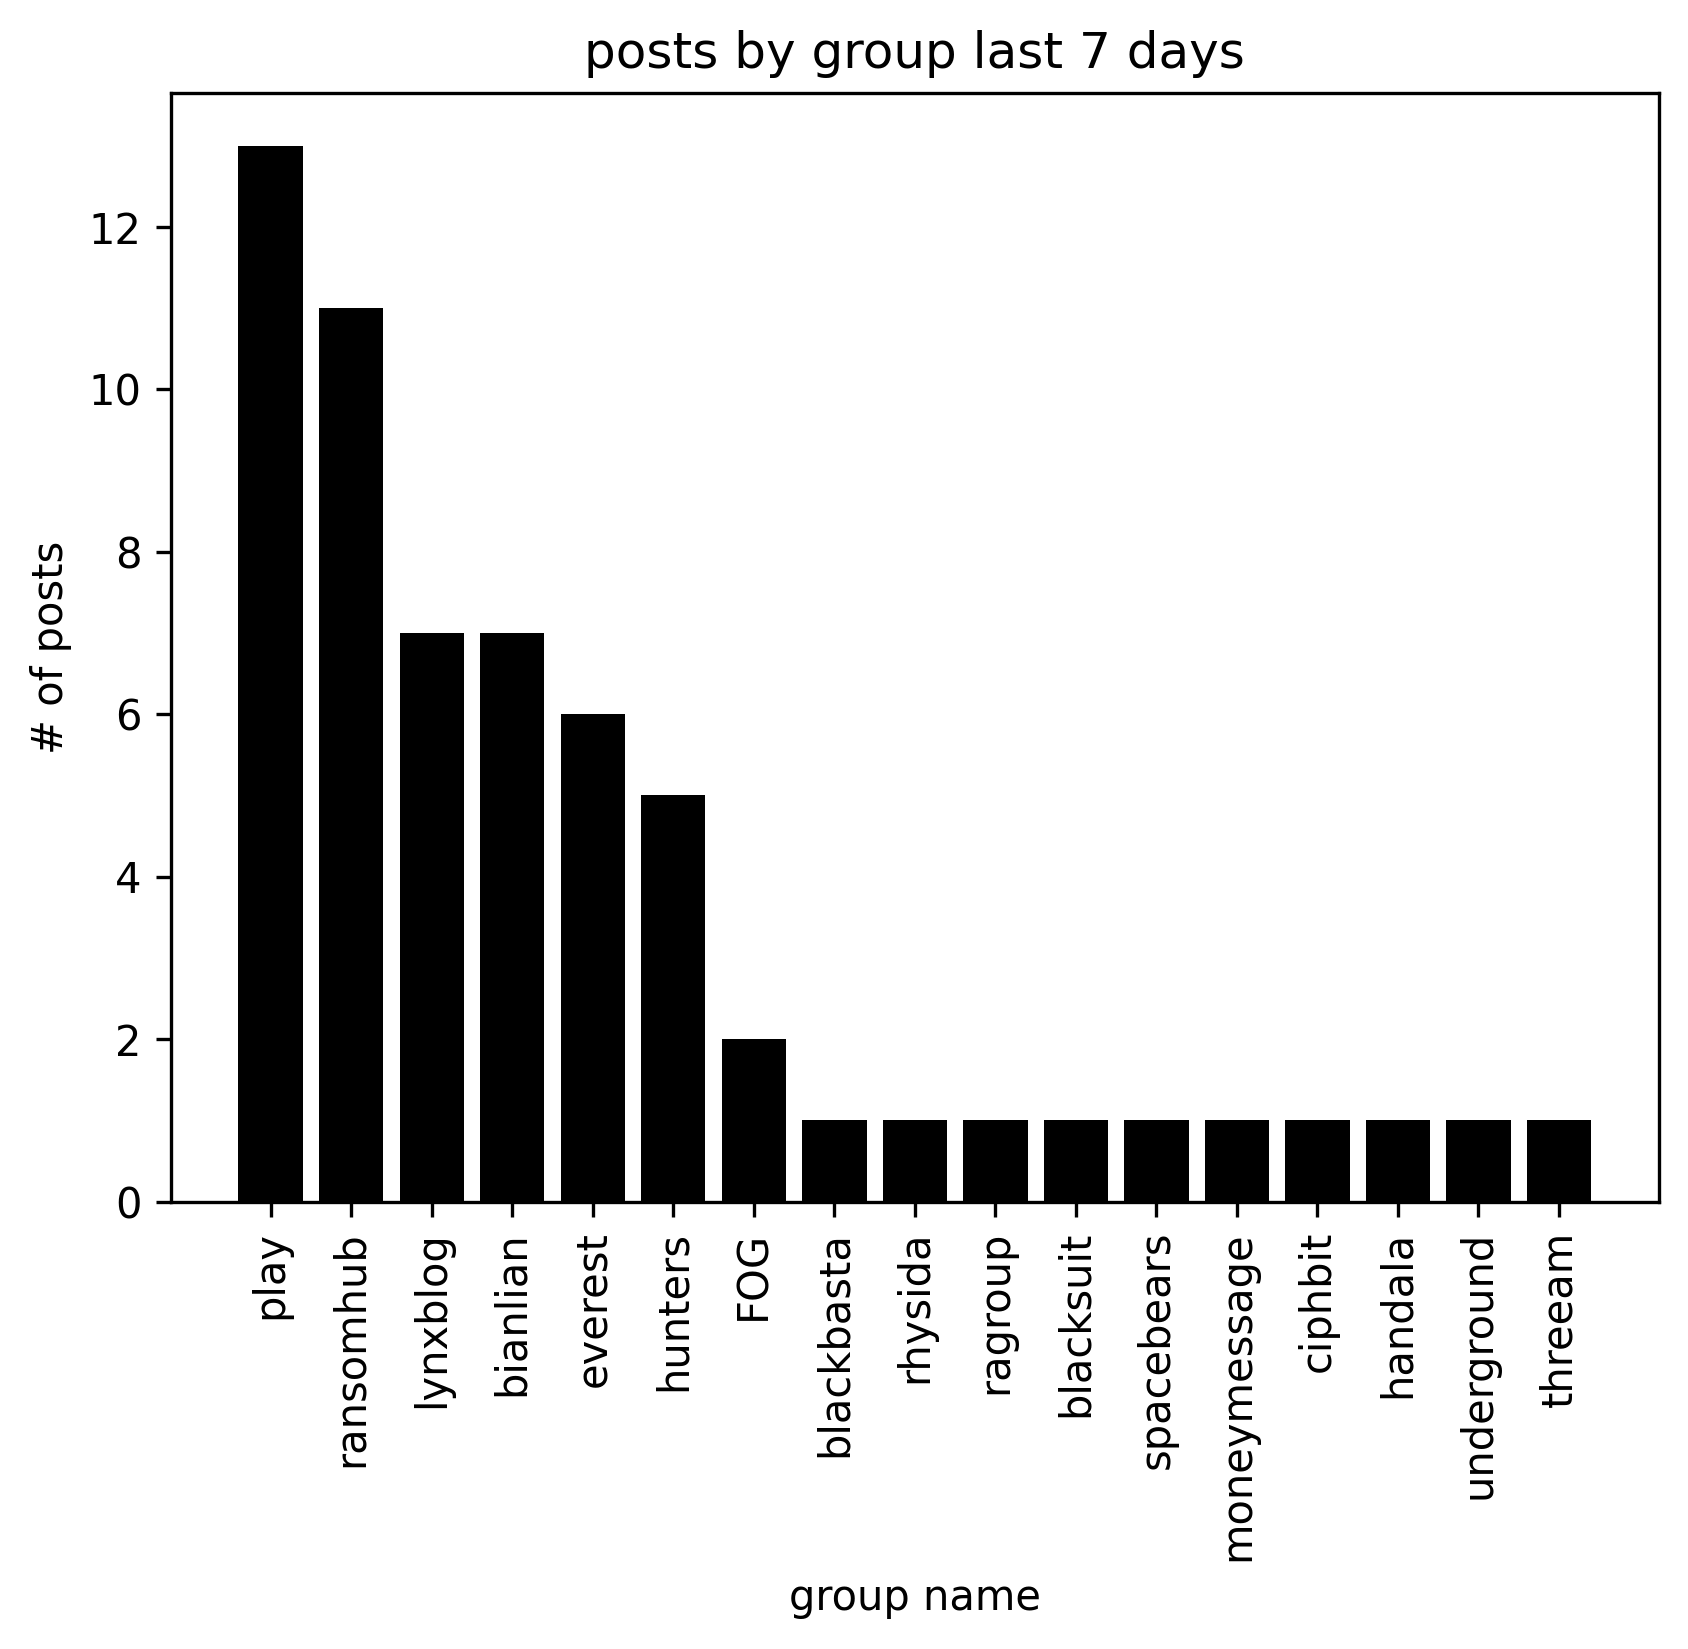 posts by group last 7 days
# of posts
12
10
8
6
4
2
0
play
ransomhub
lynxblog
bianlian
everest
hunters
FOG
blackbasta
rhysida
ragroup
blacksuit
spacebears
moneymessage
ciphbit
handala
underground
threeam
group name